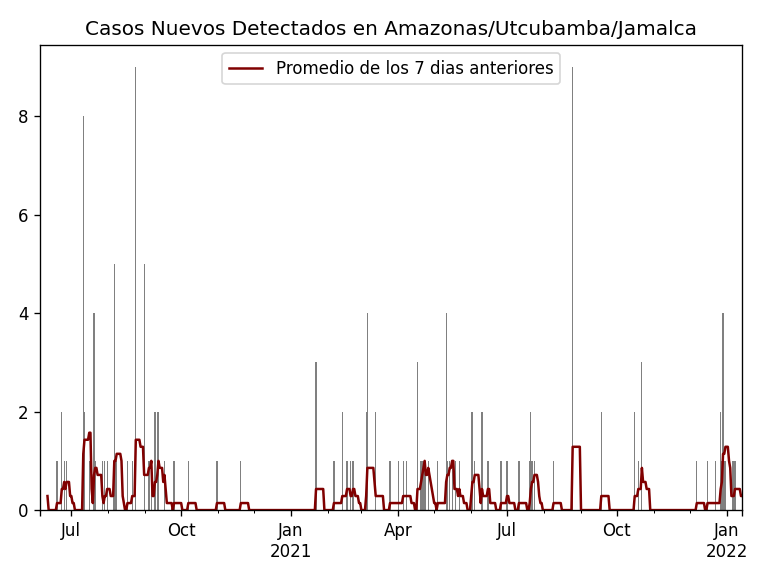 Casos Nuevos Detectados en Amazonas/Utcubamba/Jamalca
Promedio de los 7 dias anteriores
8
6
4
2
0
Jul Oct Jan Apr Jul Oct Jan
2021 2022